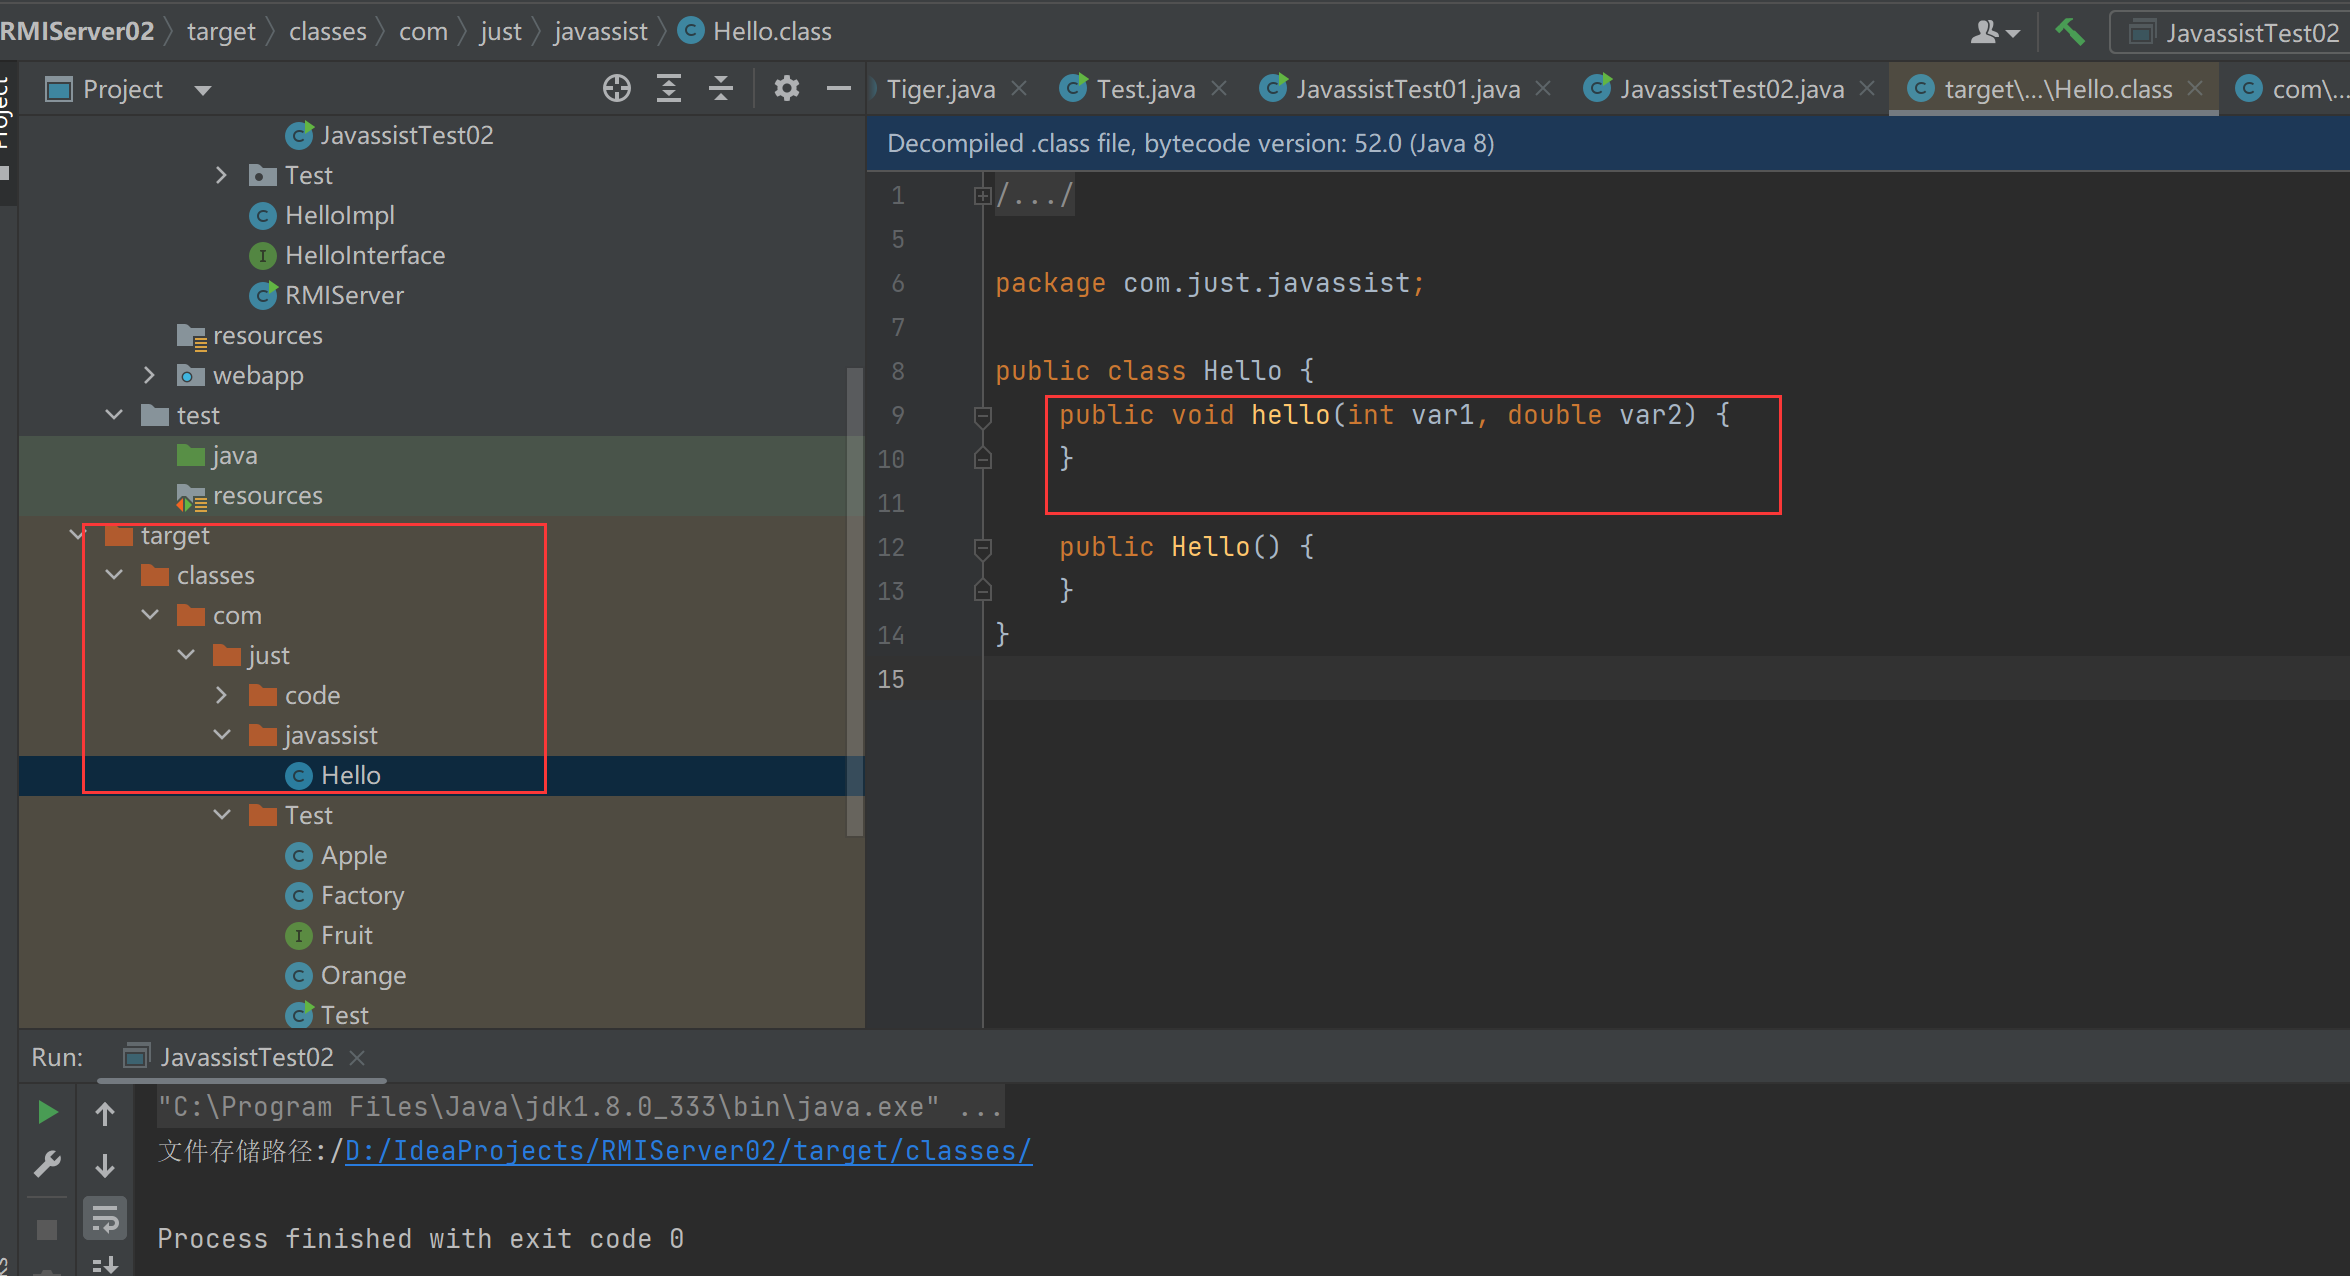 RMIServer02 target classes com just javassist Hello.class
JavassistTest02
Project
Tiger.java Test.java JavassistTest01.java JavassistTest02.java target\...\Hello.class com\...
Decompiled .class file, bytecode version: 52.0 (Java 8)
JavassistTest02
Test
HelloImpl
HelloInterface
RMIServer
resources
webapp
test
java
resources
target
classes
com
just
code
javassist
Hello
Test
Apple
Factory
Fruit
Orange
Test
1 /.../
5
6 package com.just.javassist;
7
8 public class Hello {
9 public void hello(int var1, double var2) {
10 }
11
12 public Hello() {
13 }
14 }
15
Run: JavassistTest02
"C:\Program Files\Java\jdk1.8.0_333\bin\java.exe" ...
文件存储路径:/D:/IdeaProjects/RMIServer02/target/classes/
Process finished with exit code 0